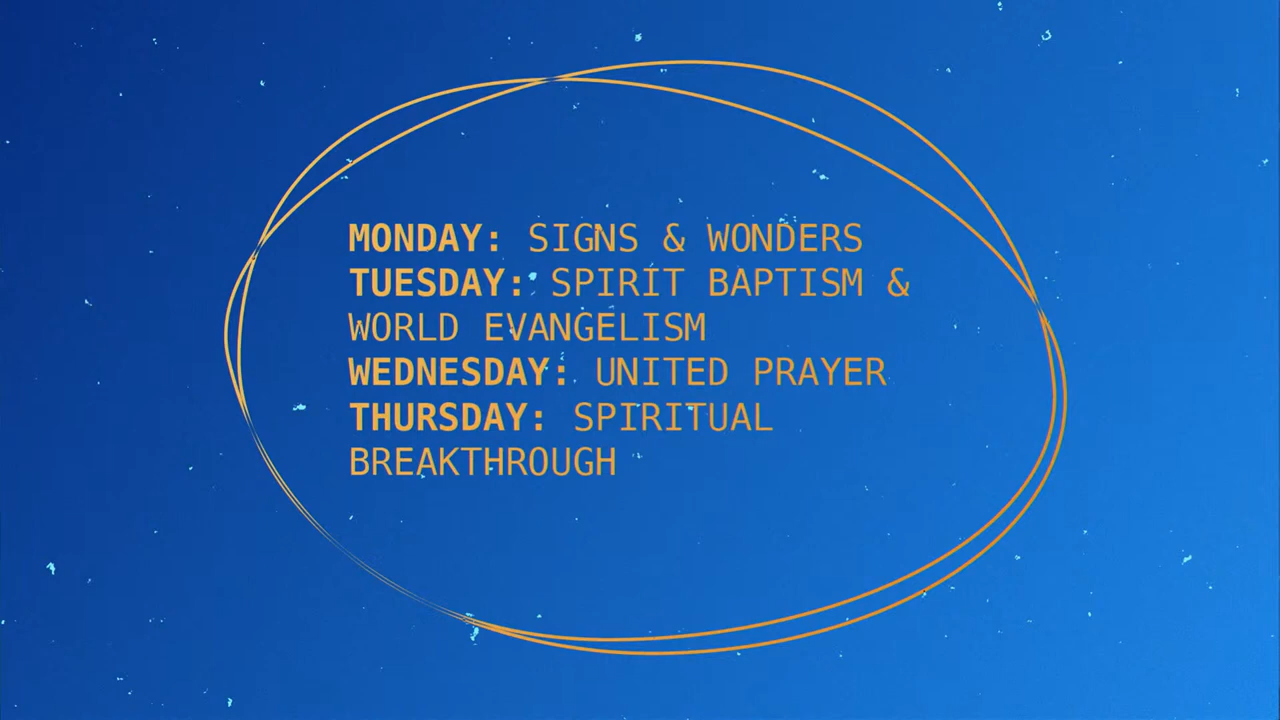 MONDAY: SIGNS & WONDERS
TUESDAY: SPIRIT BAPTISM &
WORLD EVANGELISM
WEDNESDAY: UNITED PRAYER
THURSDAY: SPIRITUAL
BREAKTHROUGH